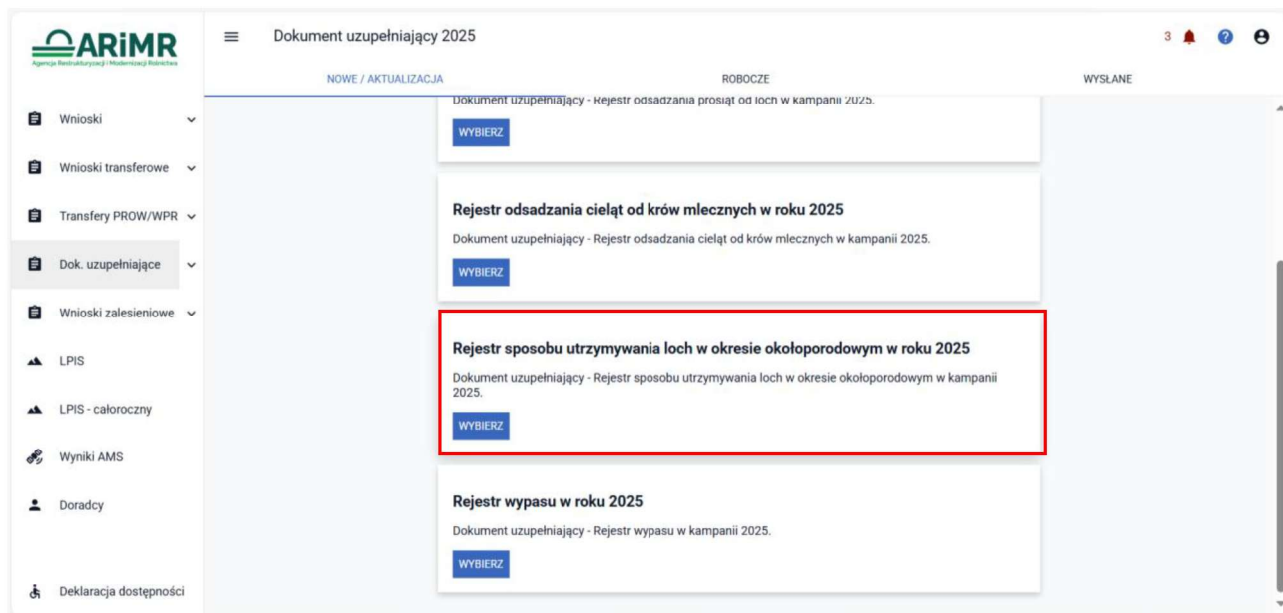 ARiMR
Agencja Restrukturyzacji i Modernizacji Rolnictwa
Dokument uzupełniający 2025
3
NOWE / AKTUALIZACJA
ROBOCZE
WYSŁANE
Wnioski
Wnioski transferowe
Transfery PROW/WPR
Dok. uzupełniające
Wnioski zalesieniowe
LPIS
LPIS - całoroczny
Wyniki AMS
Doradcy
Deklaracja dostępności
Dokument uzupełniający - Rejestr odsadzania prosiąt od loch w kampanii 2025.
WYBIERZ
Rejestr odsadzania cieląt od krów mlecznych w roku 2025
Dokument uzupełniający - Rejestr odsadzania cieląt od krów mlecznych w kampanii 2025.
WYBIERZ
Rejestr sposobu utrzymywania loch w okresie okołoporodowym w roku 2025
Dokument uzupełniający - Rejestr sposobu utrzymywania loch w okresie okołoporodowym w kampanii
2025.
WYBIERZ
Rejestr wypasu w roku 2025
Dokument uzupełniający - Rejestr wypasu w kampanii 2025.
WYBIERZ